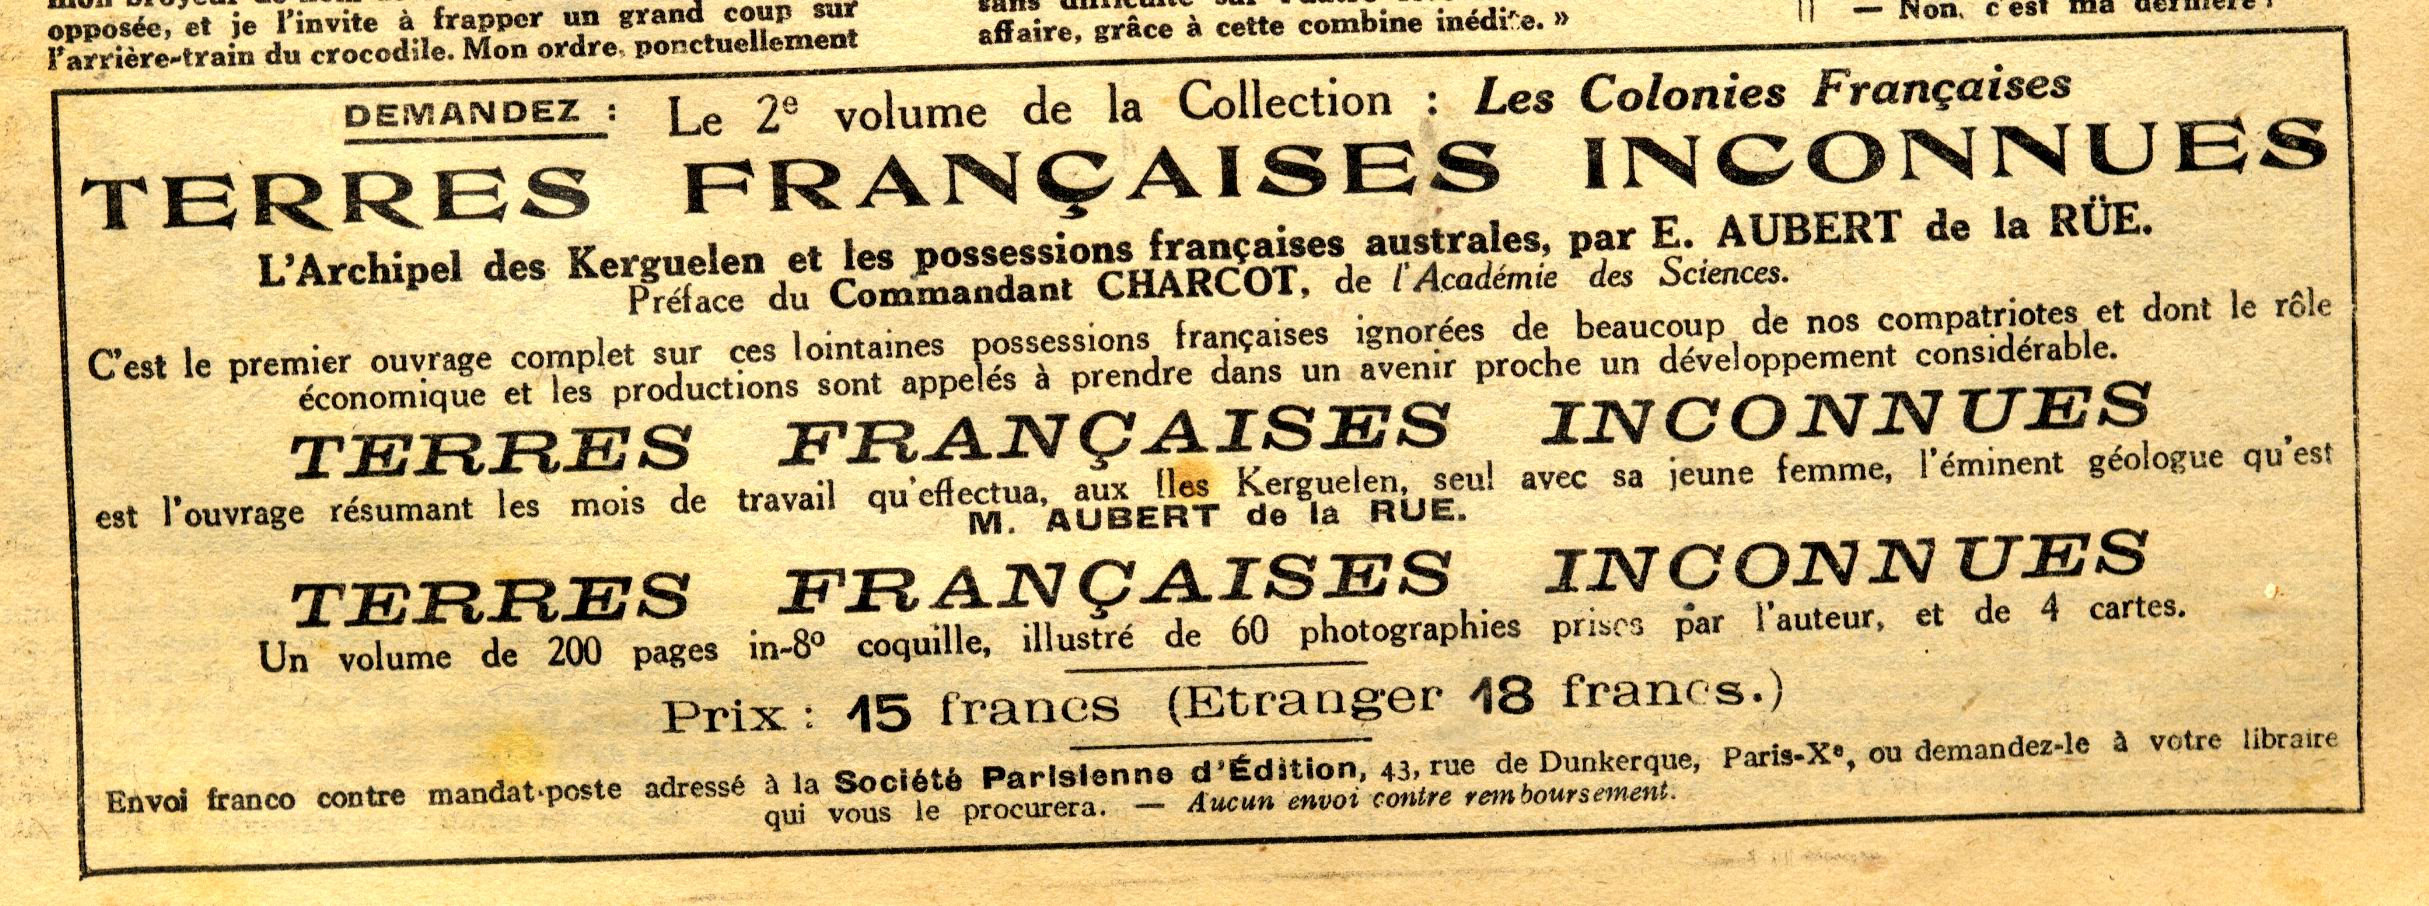 opposée, et je l'invite à frapper un grand coup sur
l'arrière-train du crocodile. Mon ordre, ponctuellement
affaire, grâce à cette combine inédite. »
— Non, c'est ma dernière !
DEMANDEZ : Le 2e volume de la Collection : Les Colonies Françaises
TERRES FRANÇAISES INCONNUES
L'Archipel des Kerguelen et les possessions françaises australes, par E. AUBERT de la RÜE.
Préface du Commandant CHARCOT, de l'Académie des Sciences.
C'est le premier ouvrage complet sur ces lointaines possessions françaises ignorées de beaucoup de nos compatriotes et dont le rôle
économique et les productions sont appelés à prendre dans un avenir proche un développement considérable.
TERRES FRANÇAISES INCONNUES
est l'ouvrage résumant les mois de travail qu'effectua, aux Iles Kerguelen, seul avec sa jeune femme, l'éminent géologue qu'est
M. AUBERT de la RUE.
TERRES FRANÇAISES INCONNUES
Un volume de 200 pages in-8º coquille, illustré de 60 photographies prises par l'auteur, et de 4 cartes.
Prix : 15 francs (Etranger 18 francs.)
Envoi franco contre mandat-poste adressé à la Société Parisienne d'Édition, 43, rue de Dunkerque, Paris-Xe, ou demandez-le à votre libraire
qui vous le procurera. — Aucun envoi contre remboursement.